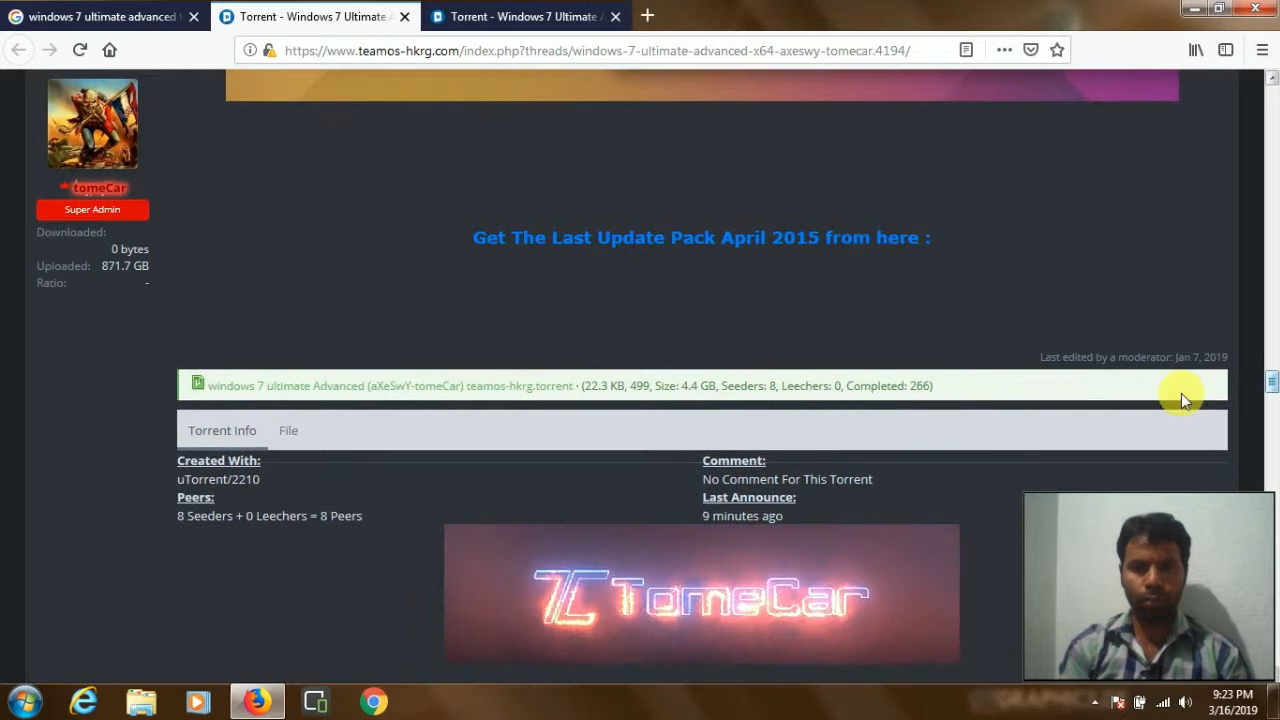 windows 7 ultimate advanced
Torrent - Windows 7 Ultimate
Torrent - Windows 7 Ultimate
https://www.teamos-hkrg.com/index.php?threads/windows-7-ultimate-advanced-x64-axeswy-tomecar.4194/
tomeCar
Super Admin
Downloaded:
0 bytes
Uploaded: 871.7 GB
Ratio: -
Get The Last Update Pack April 2015 from here :
Last edited by a moderator: Jan 7, 2019
windows 7 ultimate Advanced (aXeSwY-tomeCar) teamos-hkrg.torrent • (22.3 KB, 499, Size: 4.4 GB, Seeders: 8, Leechers: 0, Completed: 266)
Torrent Info File
Created With:
uTorrent/2210
Peers:
8 Seeders + 0 Leechers = 8 Peers
Comment:
No Comment For This Torrent
Last Announce:
9 minutes ago
TC TomeCar
9:23 PM
3/16/2019